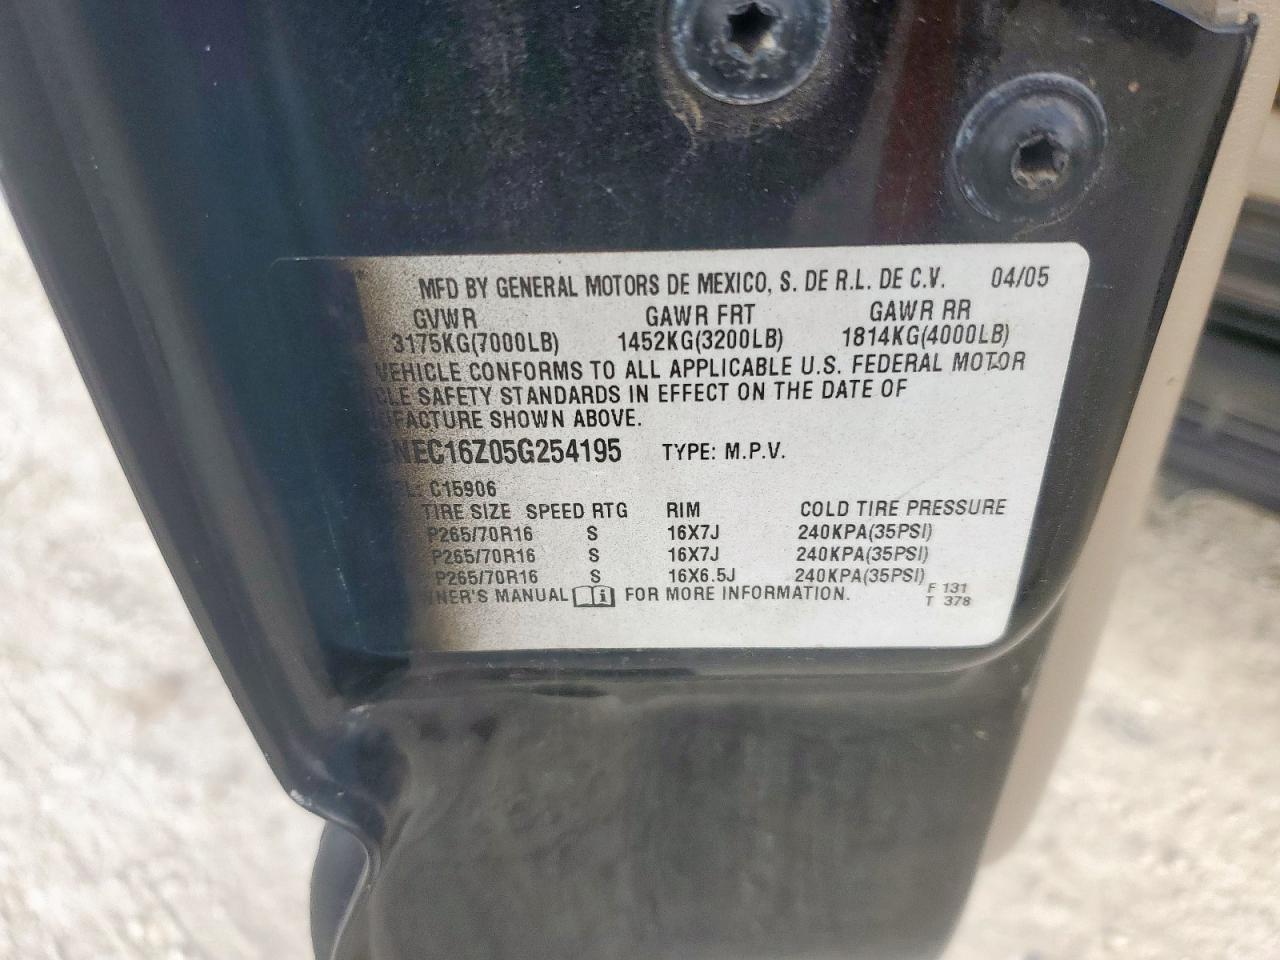 MFD BY GENERAL MOTORS DE MEXICO, S. DE R.L. DE C.V. 04/05
GVWR GAWR FRT GAWR RR
3175KG(7000LB) 1452KG(3200LB) 1814KG(4000LB)
VEHICLE CONFORMS TO ALL APPLICABLE U.S. FEDERAL MOTOR
CLE SAFETY STANDARDS IN EFFECT ON THE DATE OF
FACTURE SHOWN ABOVE.
NEC16Z05G254195 TYPE: M.P.V.
L: C15906
TIRE SIZE SPEED RTG RIM COLD TIRE PRESSURE
P265/70R16 S 16X7J 240KPA(35PSI)
P265/70R16 S 16X7J 240KPA(35PSI)
P265/70R16 S 16X6.5J 240KPA(35PSI)
NER'S MANUAL i FOR MORE INFORMATION. F 131
T 378